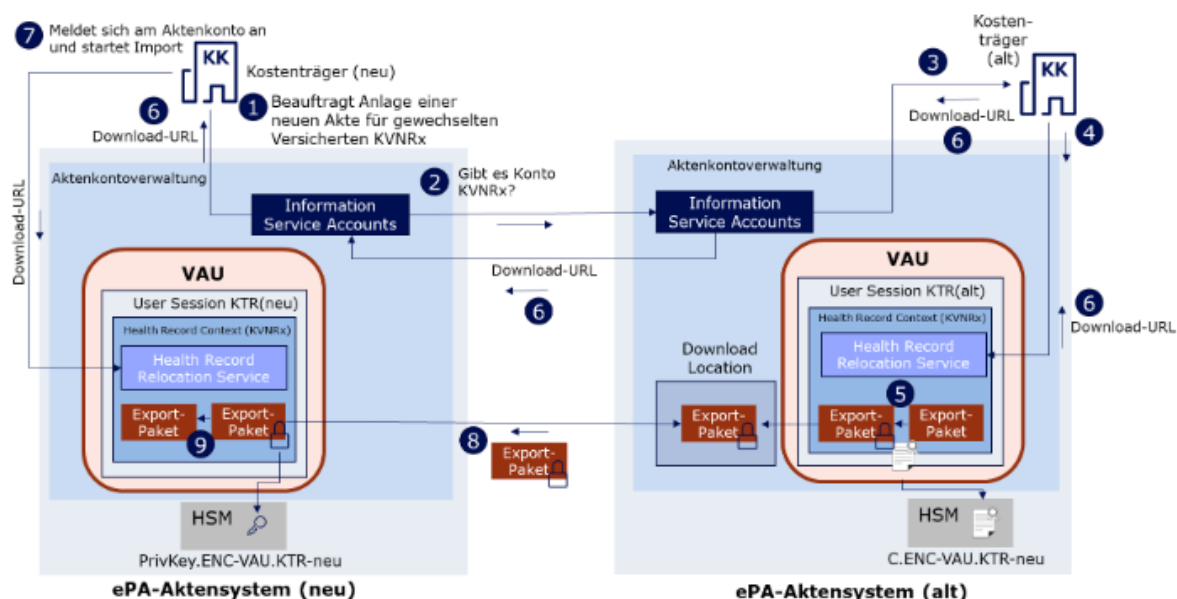 7
Meldet sich am Aktenkonto an
und startet Import
KK
Kostenträger (neu)
1
Beauftragt Anlage einer
neuen Akte für gewechselten
Versicherten KVNRx
6
Download-URL
Download-URL
Aktenkontoverwaltung
2
Gibt es Konto
KVNRx?
Information
Service Accounts
Download-URL
6
VAU
User Session KTR(neu)
Health Record Context (KVNRx)
Health Record
Relocation Service
Export-
Paket
Export-
Paket
9
8
Export-
Paket
HSM
PrivKey.ENC-VAU.KTR-neu
ePA-Aktensystem (neu)
Kosten-
träger
(alt)
KK
3
Download-URL
6
4
Aktenkontoverwaltung
Information
Service Accounts
VAU
User Session KTR(alt)
Health Record Context (KVNRx)
Health Record
Relocation Service
6
Download-URL
Download
Location
Export-
Paket
5
Export-
Paket
Export-
Paket
HSM
C.ENC-VAU.KTR-neu
ePA-Aktensystem (alt)